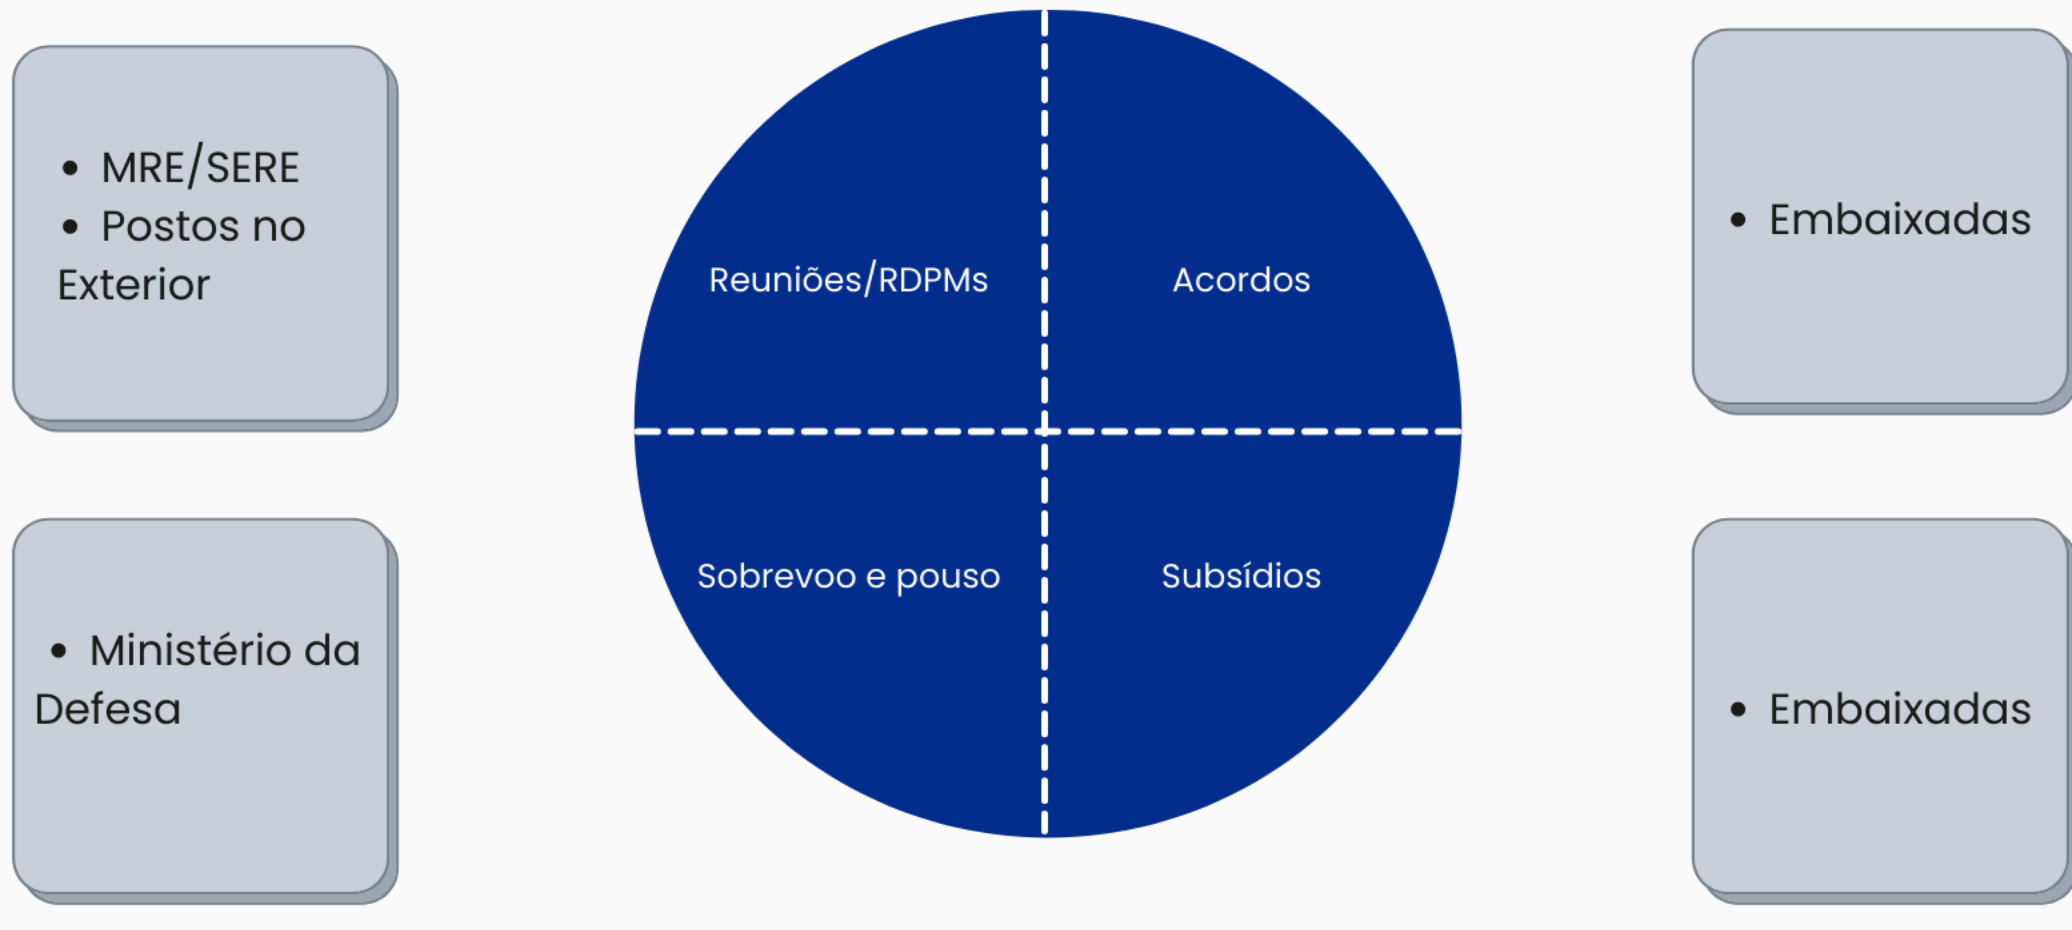 • MRE/SERE
• Postos no
Exterior
Reuniões/RDPMs
Acordos
• Embaixadas
• Ministério da
Defesa
Sobrevoo e pouso
Subsídios
• Embaixadas